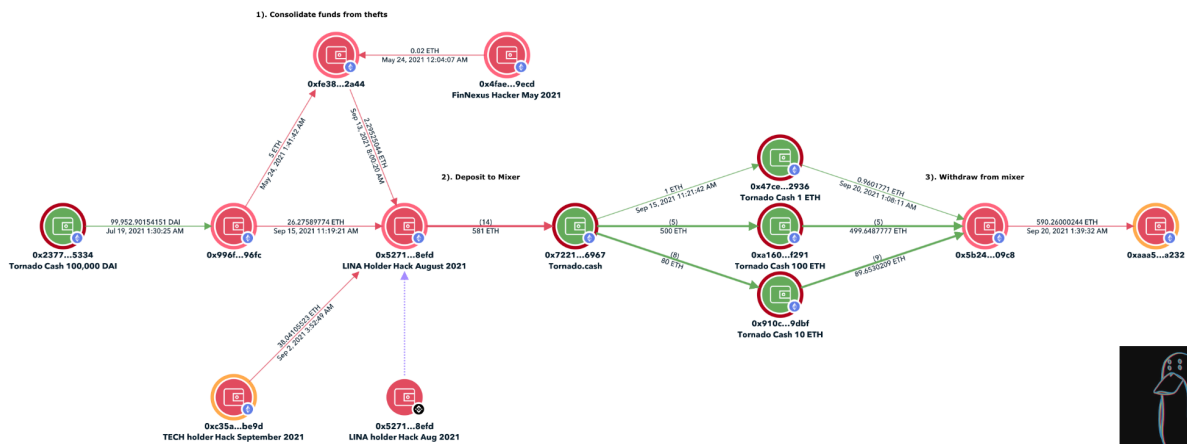 1). Consolidate funds from thefts
0.02 ETH
May 24, 2021 12:04:07 AM
0xfe38...2a44
0x4fae...9ecd
FinNexus Hacker May 2021
.5 ETH
May 24, 2021 1:41:42 AM
2.29525044 ETH
Sep 13, 2021 8:00:20 AM
2). Deposit to Mixer
3). Withdraw from mixer
0x47ce...2936
Tornado Cash 1 ETH
1 ETH
Sep 15, 2021 11:21:42 AM
0.9601771 ETH
Sep 20, 2021 1:08:11 AM
99,952.90154151 DAI
Jul 19, 2021 1:30:25 AM
26.27589774 ETH
Sep 15, 2021 11:19:21 AM
(14)
581 ETH
(5)
500 ETH
(5)
499.6487777 ETH
590.26000244 ETH
Sep 20, 2021 1:39:32 AM
0x2377...5334
Tornado Cash 100,000 DAI
0x996f...96fc
0x5271...8efd
LINA Holder Hack August 2021
0x7221...6967
Tornado.cash
0xa160...f291
Tornado Cash 100 ETH
0x5b24...09c8
0xaaa5...a232
(8)
80 ETH
(9)
89.6530209 ETH
0x910c...9dbf
Tornado Cash 10 ETH
38.04105523 ETH
Sep 2, 2021 3:52:49 AM
0xc35a...be9d
TECH holder Hack September 2021
0x5271...8efd
LINA holder Hack Aug 2021